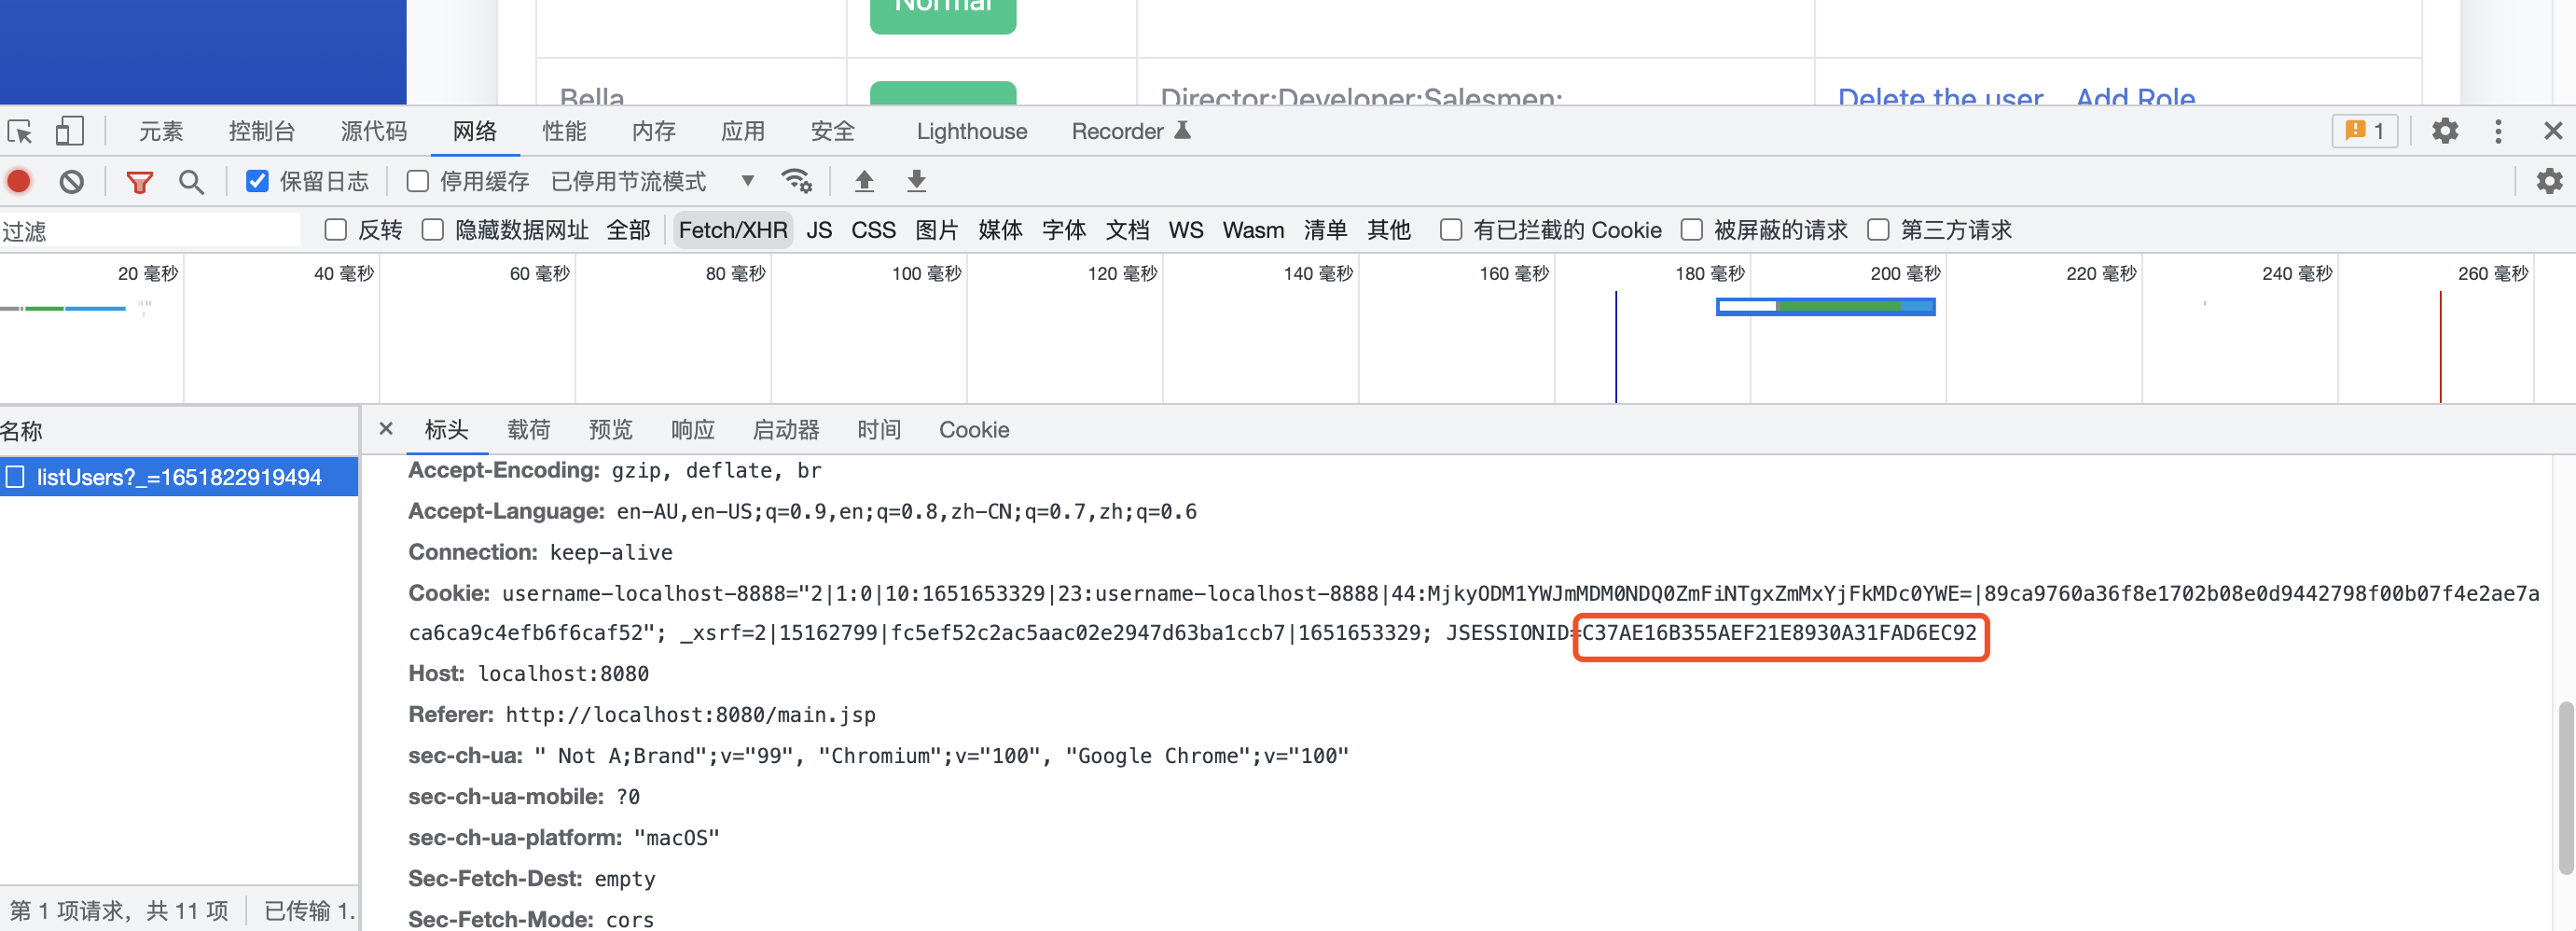 Normal
Bella Director;Developer;Salesmen; Delete the user Add Role
元素 控制台 源代码 网络 性能 内存 应用 安全 Lighthouse Recorder 1
保留日志 停用缓存 已停用节流模式
过滤 反转 隐藏数据网址 全部 Fetch/XHR JS CSS 图片 媒体 字体 文档 WS Wasm 清单 其他 有已拦截的 Cookie 被屏蔽的请求 第三方请求
20 毫秒 40 毫秒 60 毫秒 80 毫秒 100 毫秒 120 毫秒 140 毫秒 160 毫秒 180 毫秒 200 毫秒 220 毫秒 240 毫秒 260 毫秒
名称
listUsers?_=1651822919494
第 1 项请求，共 11 项 已传输 1.
× 标头 载荷 预览 响应 启动器 时间 Cookie
Accept-Encoding: gzip, deflate, br
Accept-Language: en-AU,en-US;q=0.9,en;q=0.8,zh-CN;q=0.7,zh;q=0.6
Connection: keep-alive
Cookie: username-localhost-8888="2|1:0|10:1651653329|23:username-localhost-8888|44:MjkyODM1YWJmMDM0NDQ0ZmFiNTgxZmMxYjFkMDc0YWE=|89ca9760a36f8e1702b08e0d9442798f00b07f4e2ae7a
ca6ca9c4efb6f6caf52"; _xsrf=2|15162799|fc5ef52c2ac5aac02e2947d63ba1ccb7|1651653329; JSESSIONID=C37AE16B355AEF21E8930A31FAD6EC92
Host: localhost:8080
Referer: http://localhost:8080/main.jsp
sec-ch-ua: " Not A;Brand";v="99", "Chromium";v="100", "Google Chrome";v="100"
sec-ch-ua-mobile: ?0
sec-ch-ua-platform: "macOS"
Sec-Fetch-Dest: empty
Sec-Fetch-Mode: cors